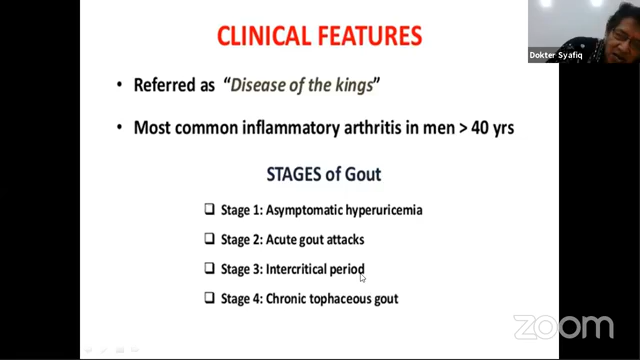 CLINICAL FEATURES
Dokter Syafiq
• Referred as "Disease of the kings"
• Most common inflammatory arthritis in men > 40 yrs
STAGES of Gout
❑ Stage 1: Asymptomatic hyperuricemia
❑ Stage 2: Acute gout attacks
❑ Stage 3: Intercritical period
❑ Stage 4: Chronic tophaceous gout
zoom